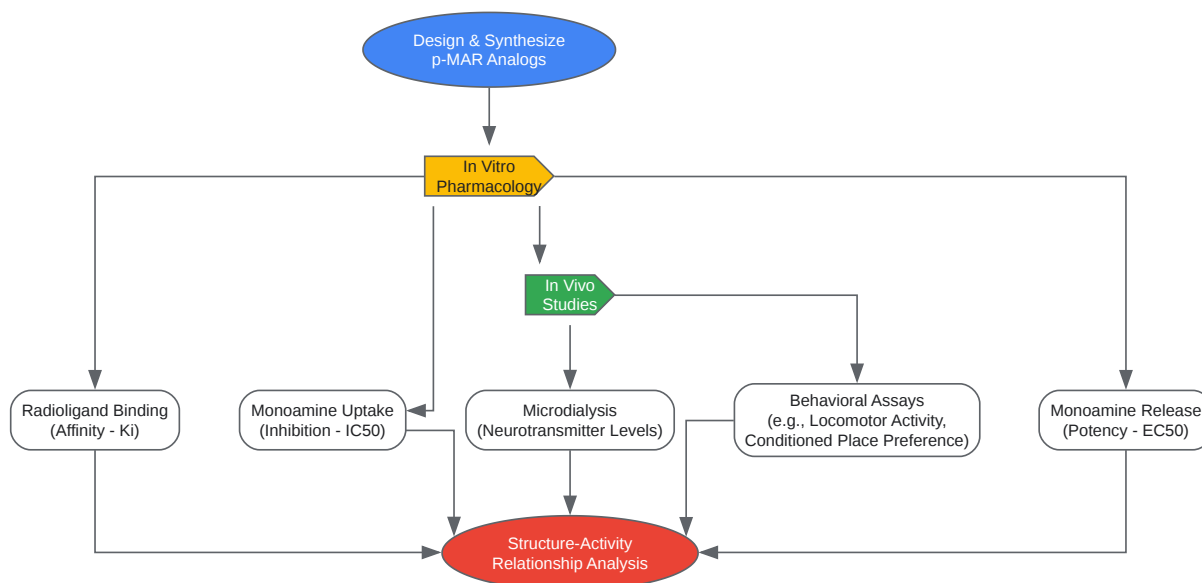 Design & Synthesize
p-MAR Analogs
In Vitro
Pharmacology
In Vivo
Studies
Radioligand Binding
(Affinity - Ki)
Monoamine Uptake
(Inhibition - IC50)
Microdialysis
(Neurotransmitter Levels)
Behavioral Assays
(e.g., Locomotor Activity,
Conditioned Place Preference)
Monoamine Release
(Potency - EC50)
Structure-Activity
Relationship Analysis